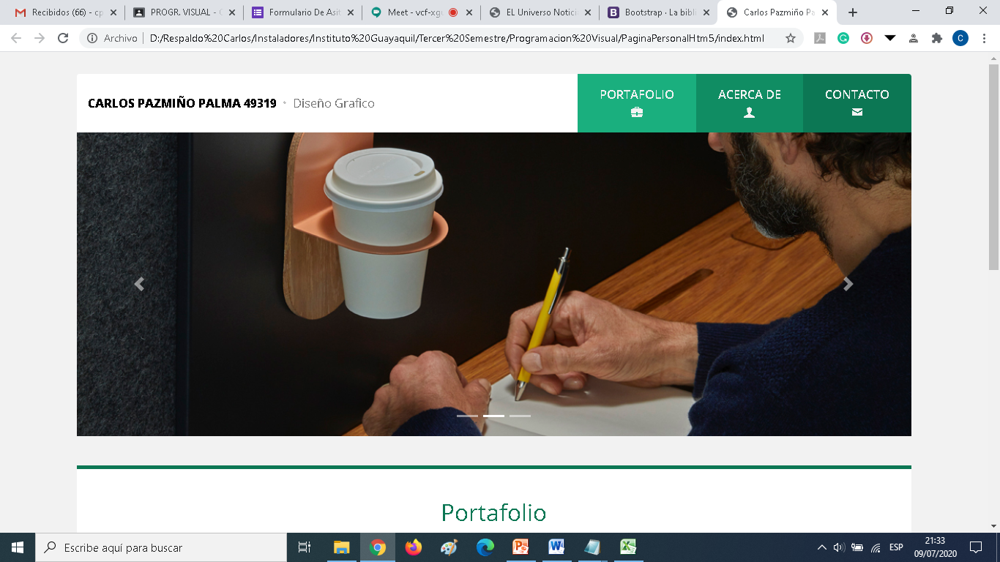 Recibidos (66) - cp
PROGR. VISUAL -
Formulario De Asit
Meet - vcf-xgu
EL Universo Notici
Bootstrap · La bibl
Carlos Pazmiño Pa
Archivo | D:/Respaldo%20Carlos/Instaladores/Instituto%20Guayaquil/Tercer%20Semestre/Programacion%20Visual/PaginaPersonalHtm5/index.html
C
CARLOS PAZMIÑO PALMA 49319 • Diseño Grafico
PORTAFOLIO
ACERCA DE
CONTACTO
Portafolio
Escribe aquí para buscar
ESP
21:33
09/07/2020